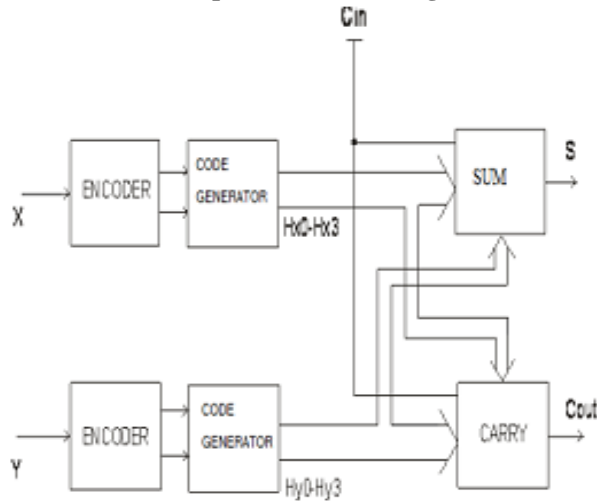 Cin
ENCODER
CODE
GENERATOR
SUM
S
X
Hx0-Hx3
ENCODER
CODE
GENERATOR
CARRY
Cout
Y
Hy0-Hy3